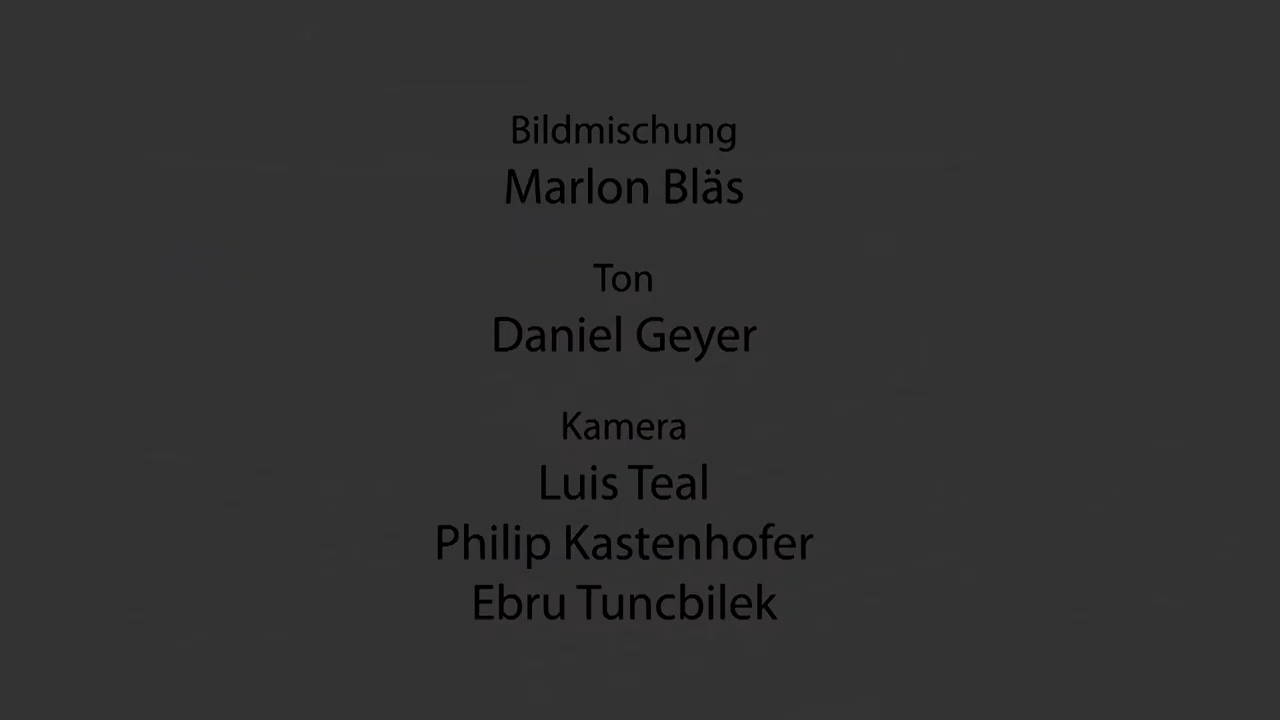 Bildmischung
Marlon Bläs
Ton
Daniel Geyer
Kamera
Luis Teal
Philip Kastenhofer
Ebru Tuncbilek